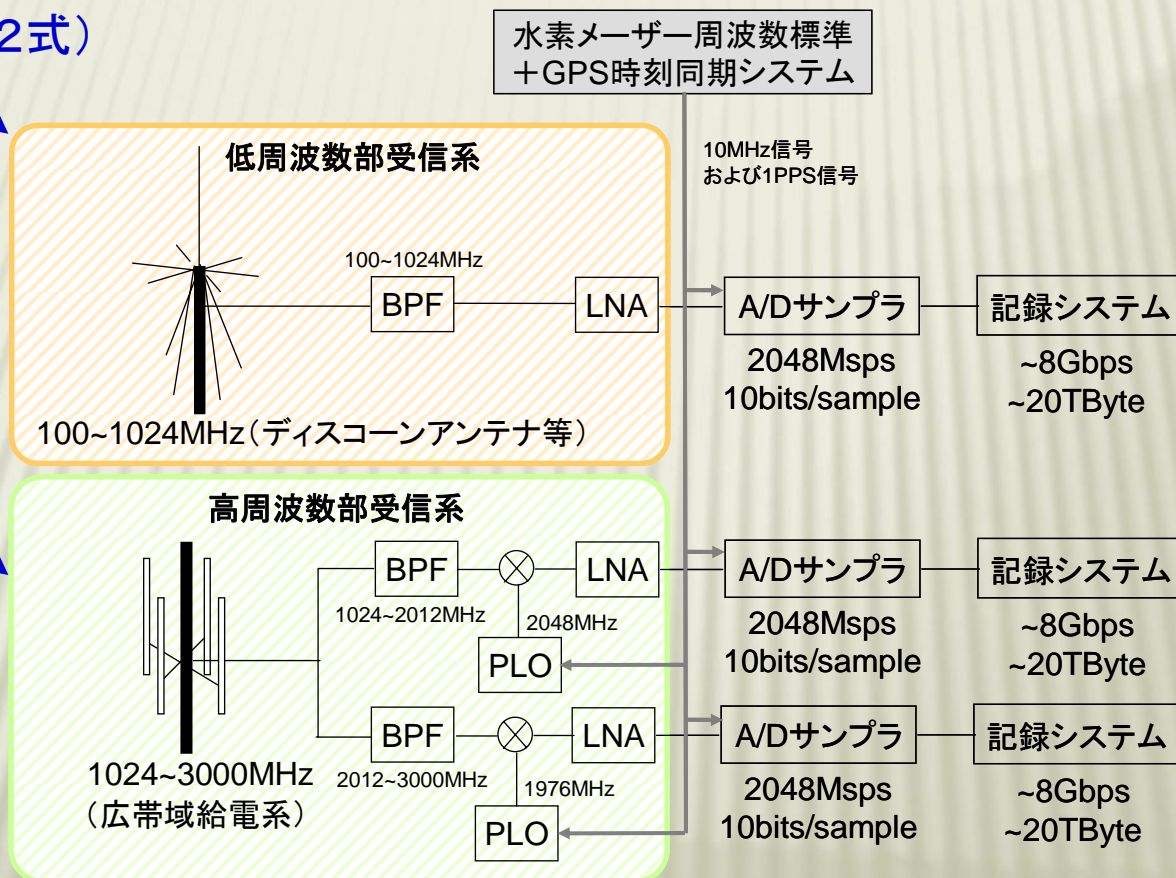 2式）
水素メーザー周波数標準
＋GPS時刻同期システム
低周波数部受信系
10MHz信号
および1PPS信号
100~1024MHz
BPF
LNA
A/Dサンプラ
記録システム
2048Msps
10bits/sample
~8Gbps
~20TByte
100~1024MHz（ディスコーンアンテナ等）
高周波数部受信系
BPF
LNA
A/Dサンプラ
記録システム
1024~2012MHz
2048MHz
2048Msps
10bits/sample
~8Gbps
~20TByte
PLO
BPF
LNA
A/Dサンプラ
記録システム
1024~3000MHz
（広帯域給電系）
2012~3000MHz
1976MHz
2048Msps
10bits/sample
~8Gbps
~20TByte
PLO